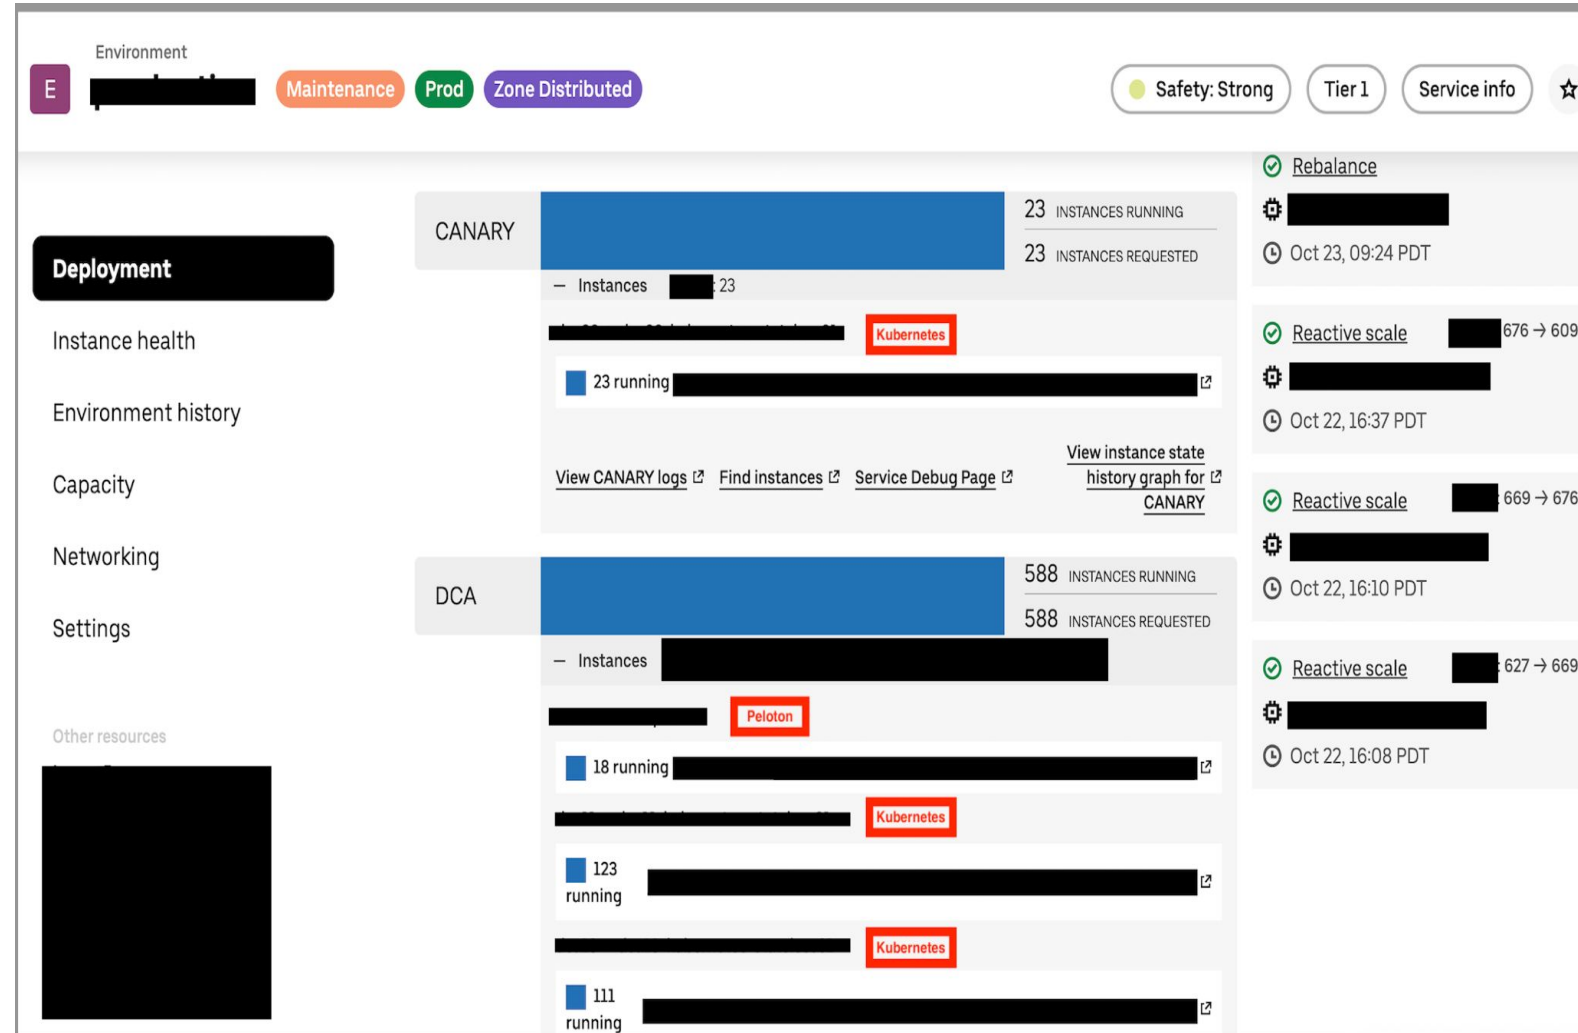 Environment
E
Maintenance
Prod
Zone Distributed
Safety: Strong
Tier 1
Service info
Deployment
Instance health
Environment history
Capacity
Networking
Settings
Other resources
CANARY
23 INSTANCES RUNNING
23 INSTANCES REQUESTED
– Instances : 23
Kubernetes
23 running
View CANARY logs
Find instances
Service Debug Page
View instance state
history graph for
CANARY
DCA
588 INSTANCES RUNNING
588 INSTANCES REQUESTED
– Instances
Peloton
18 running
Kubernetes
123
running
Kubernetes
111
running
Rebalance
Oct 23, 09:24 PDT
Reactive scale 676 → 609
Oct 22, 16:37 PDT
Reactive scale : 669 → 676
Oct 22, 16:10 PDT
Reactive scale : 627 → 669
Oct 22, 16:08 PDT